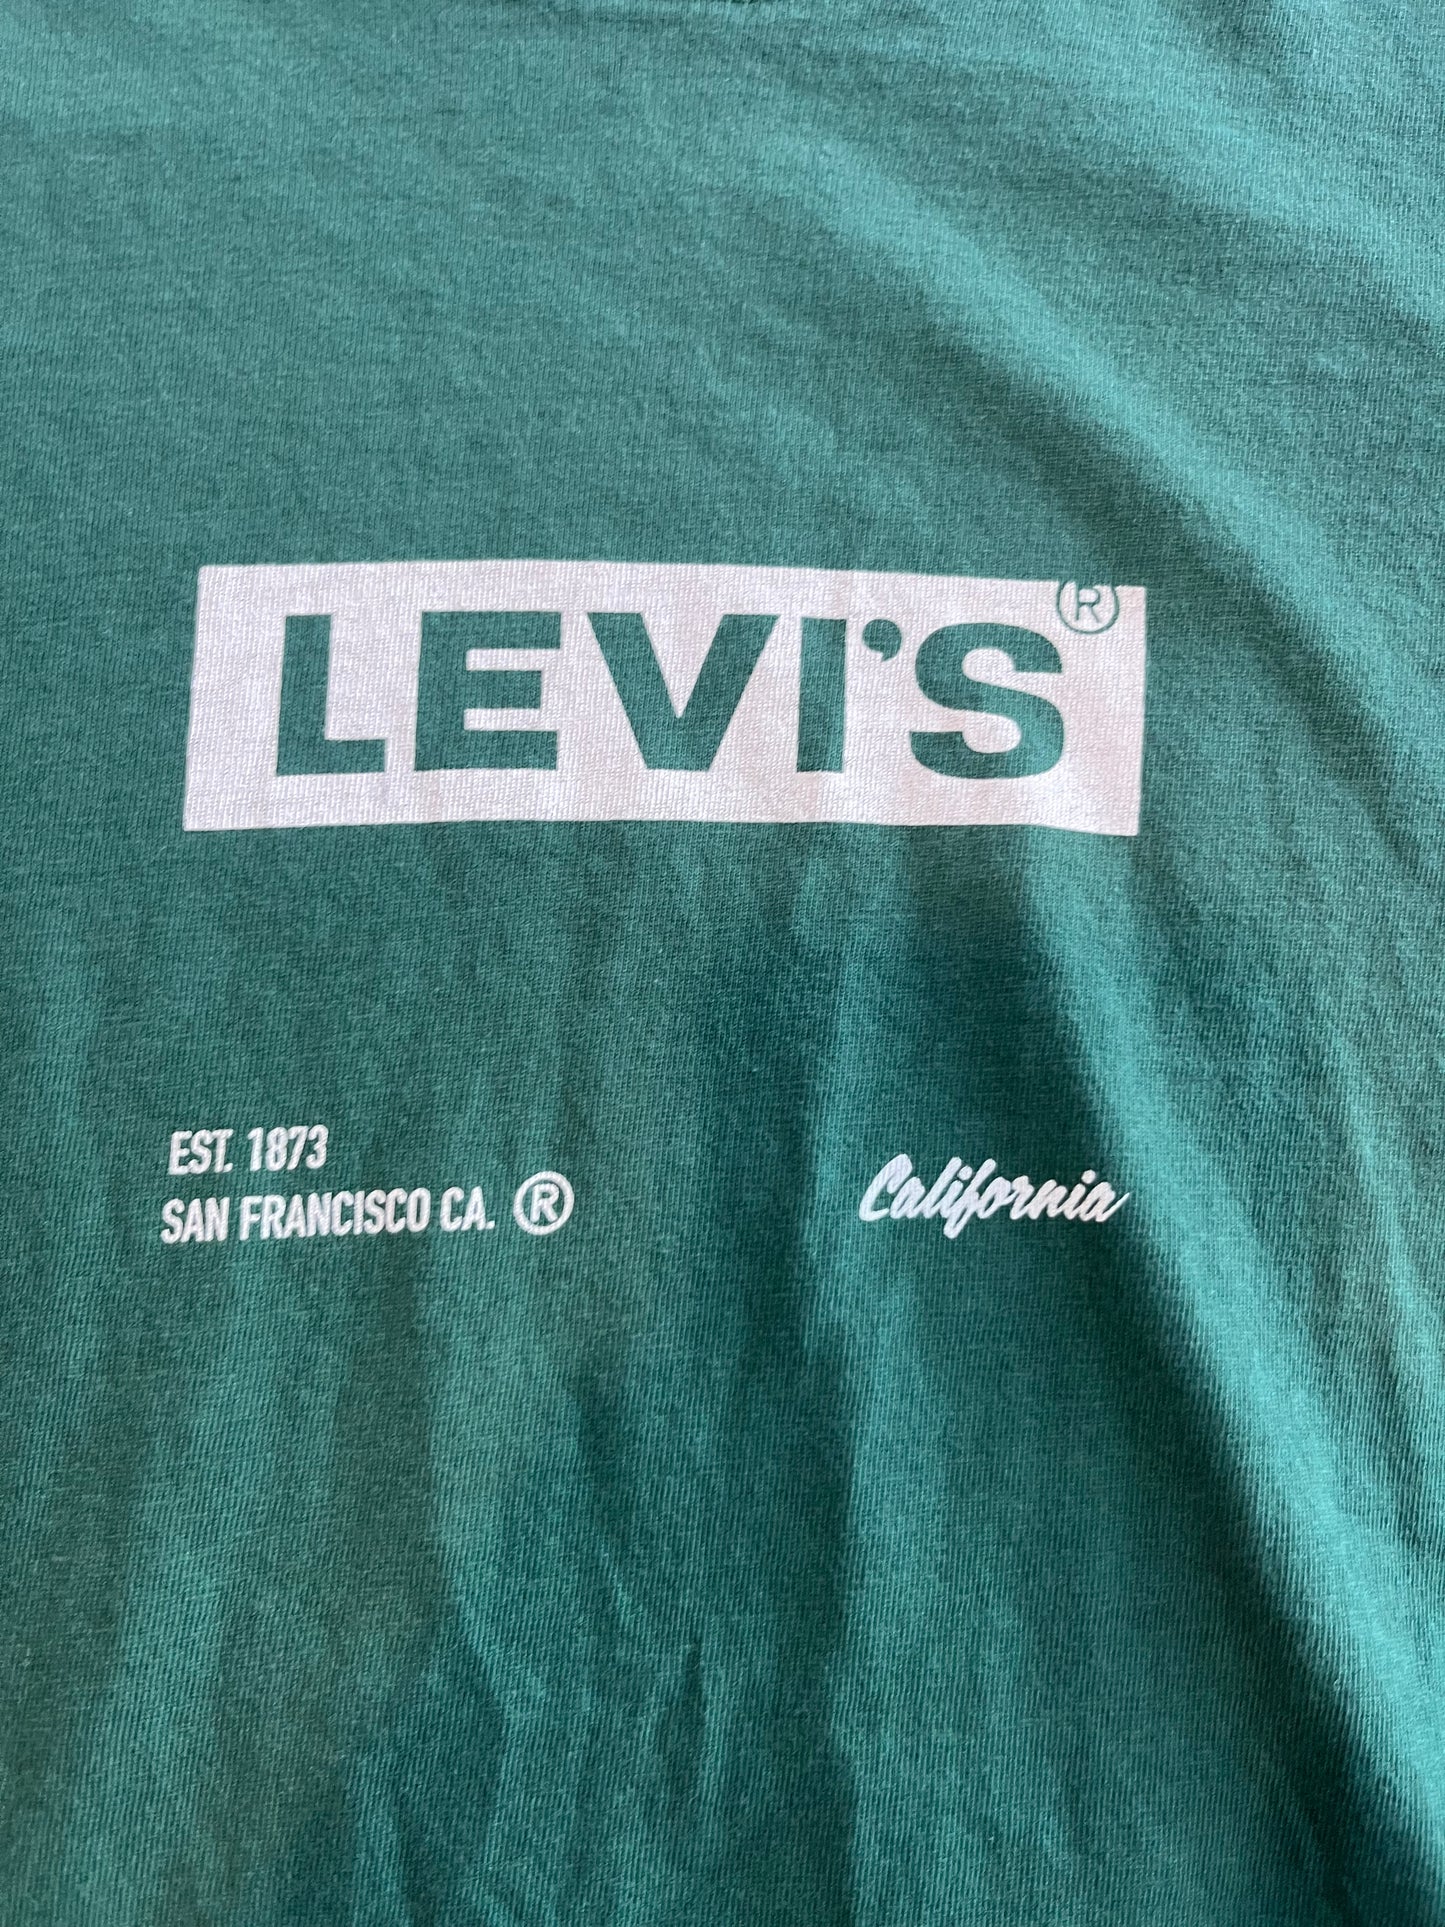 LEVI'S®
EST. 1873
SAN FRANCISCO CA. ®
California